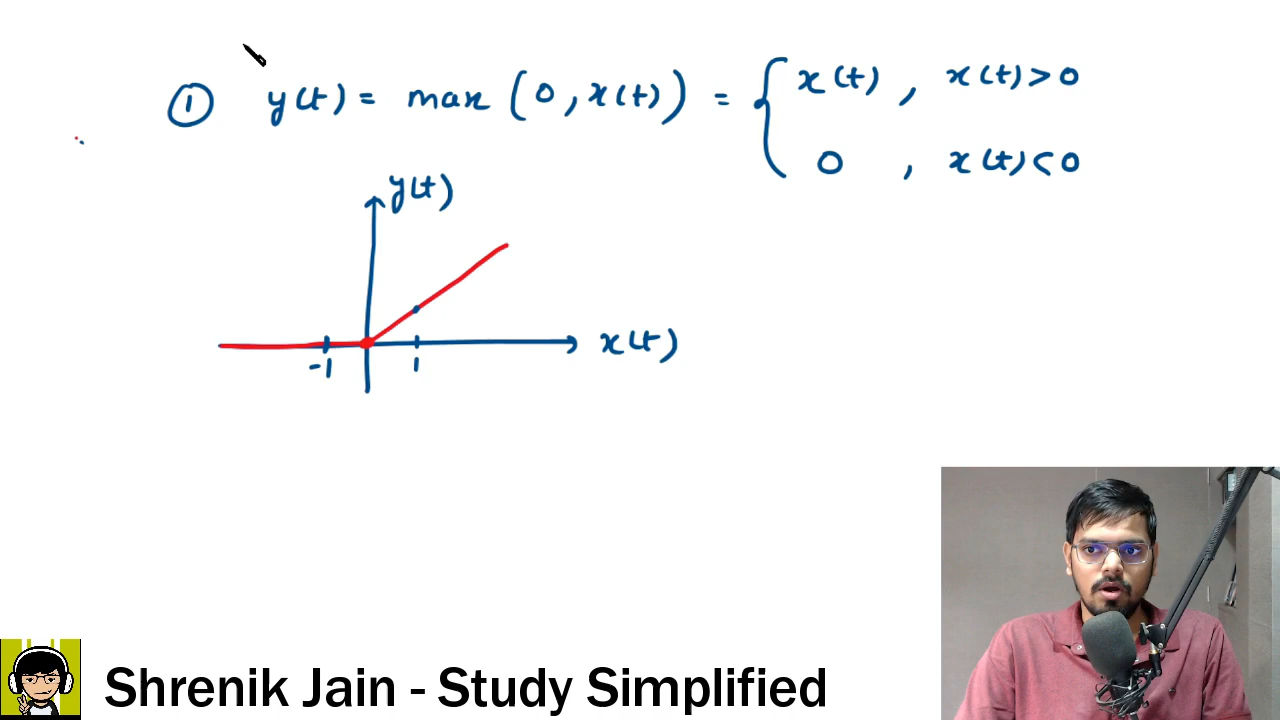 ① y(t) = max (0, x(t)) = { x(t) , x(t) > 0
0 , x(t) < 0
y(t)
x(t)
-1 1
Shrenik Jain - Study Simplified